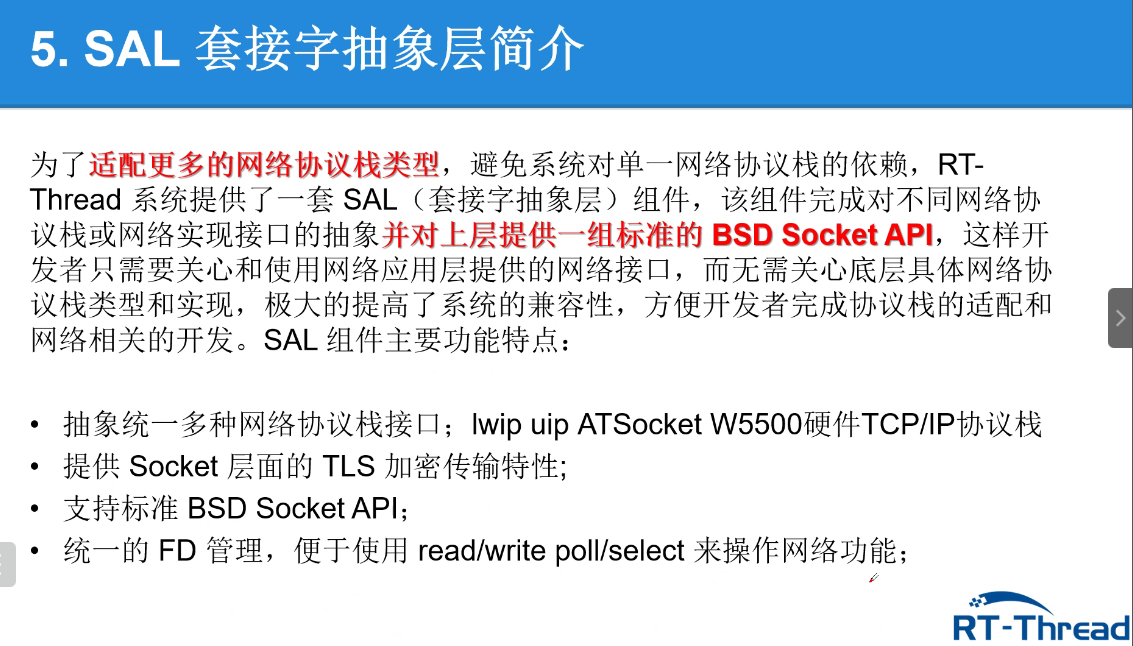 5. SAL 套接字抽象层简介
为了适配更多的网络协议栈类型，避免系统对单一网络协议栈的依赖，RT-
Thread 系统提供了一套 SAL（套接字抽象层）组件，该组件完成对不同网络协
议栈或网络实现接口的抽象并对上层提供一组标准的 BSD Socket API，这样开
发者只需要关心和使用网络应用层提供的网络接口，而无需关心底层具体网络协
议栈类型和实现，极大的提高了系统的兼容性，方便开发者完成协议栈的适配和
网络相关的开发。SAL 组件主要功能特点：
• 抽象统一多种网络协议栈接口；lwip uip ATSocket W5500硬件TCP/IP协议栈
• 提供 Socket 层面的 TLS 加密传输特性;
• 支持标准 BSD Socket API；
• 统一的 FD 管理，便于使用 read/write poll/select 来操作网络功能；
RT-Thread